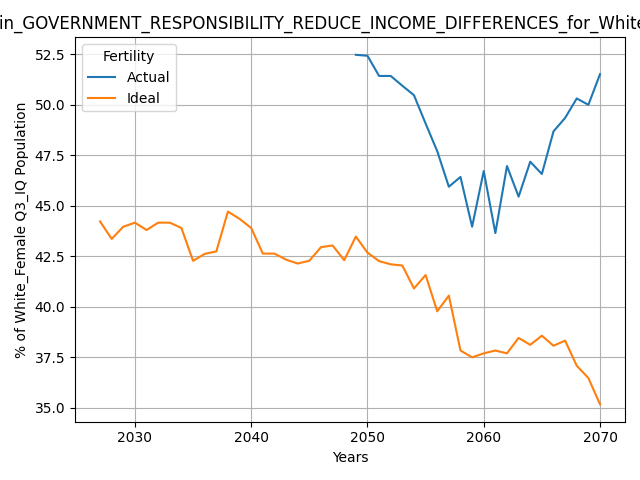 in_GOVERNMENT_RESPONSIBILITY_REDUCE_INCOME_DIFFERENCES_for_White
Fertility
Actual
Ideal
% of White_Female Q3_IQ Population
52.5
50.0
47.5
45.0
42.5
40.0
37.5
35.0
2030 2040 2050 2060 2070
Years